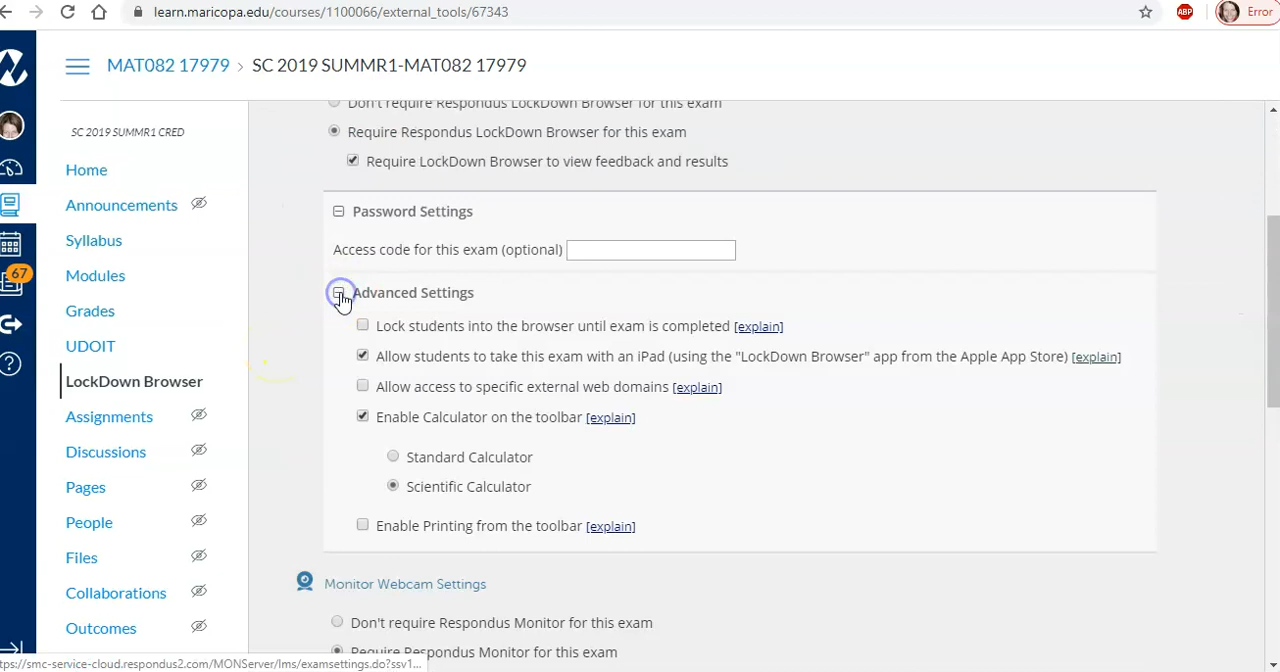 learn.maricopa.edu/courses/1100066/external_tools/67343
ABP
Error
MAT082 17979 › SC 2019 SUMMR1-MAT082 17979
SC 2019 SUMMR1 CRED
Home
Announcements
Syllabus
Modules
Grades
UDOIT
LockDown Browser
Assignments
Discussions
Pages
People
Files
Collaborations
Outcomes
67
Don't require Respondus LockDown Browser for this exam
Require Respondus LockDown Browser for this exam
Require LockDown Browser to view feedback and results
Password Settings
Access code for this exam (optional)
Advanced Settings
Lock students into the browser until exam is completed [explain]
Allow students to take this exam with an iPad (using the "LockDown Browser" app from the Apple App Store) [explain]
Allow access to specific external web domains [explain]
Enable Calculator on the toolbar [explain]
Standard Calculator
Scientific Calculator
Enable Printing from the toolbar [explain]
Monitor Webcam Settings
Don't require Respondus Monitor for this exam
Require Respondus Monitor for this exam
ttps://smc-service-cloud.respondus2.com/MONServer/lms/examsettings.do?ssv1...